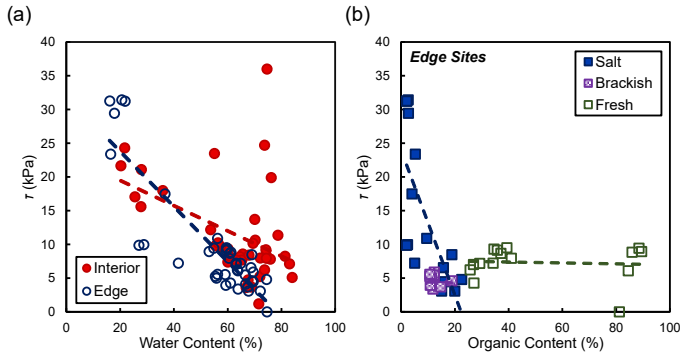 (a)
40
35
30
25
20
15
10
5
0
τ (kPa)
Interior
Edge
0 20 40 60 80 100
Water Content (%)
(b)
40
35
30
25
20
15
10
5
0
τ (kPa)
Edge Sites
Salt
Brackish
Fresh
0 20 40 60 80 100
Organic Content (%)